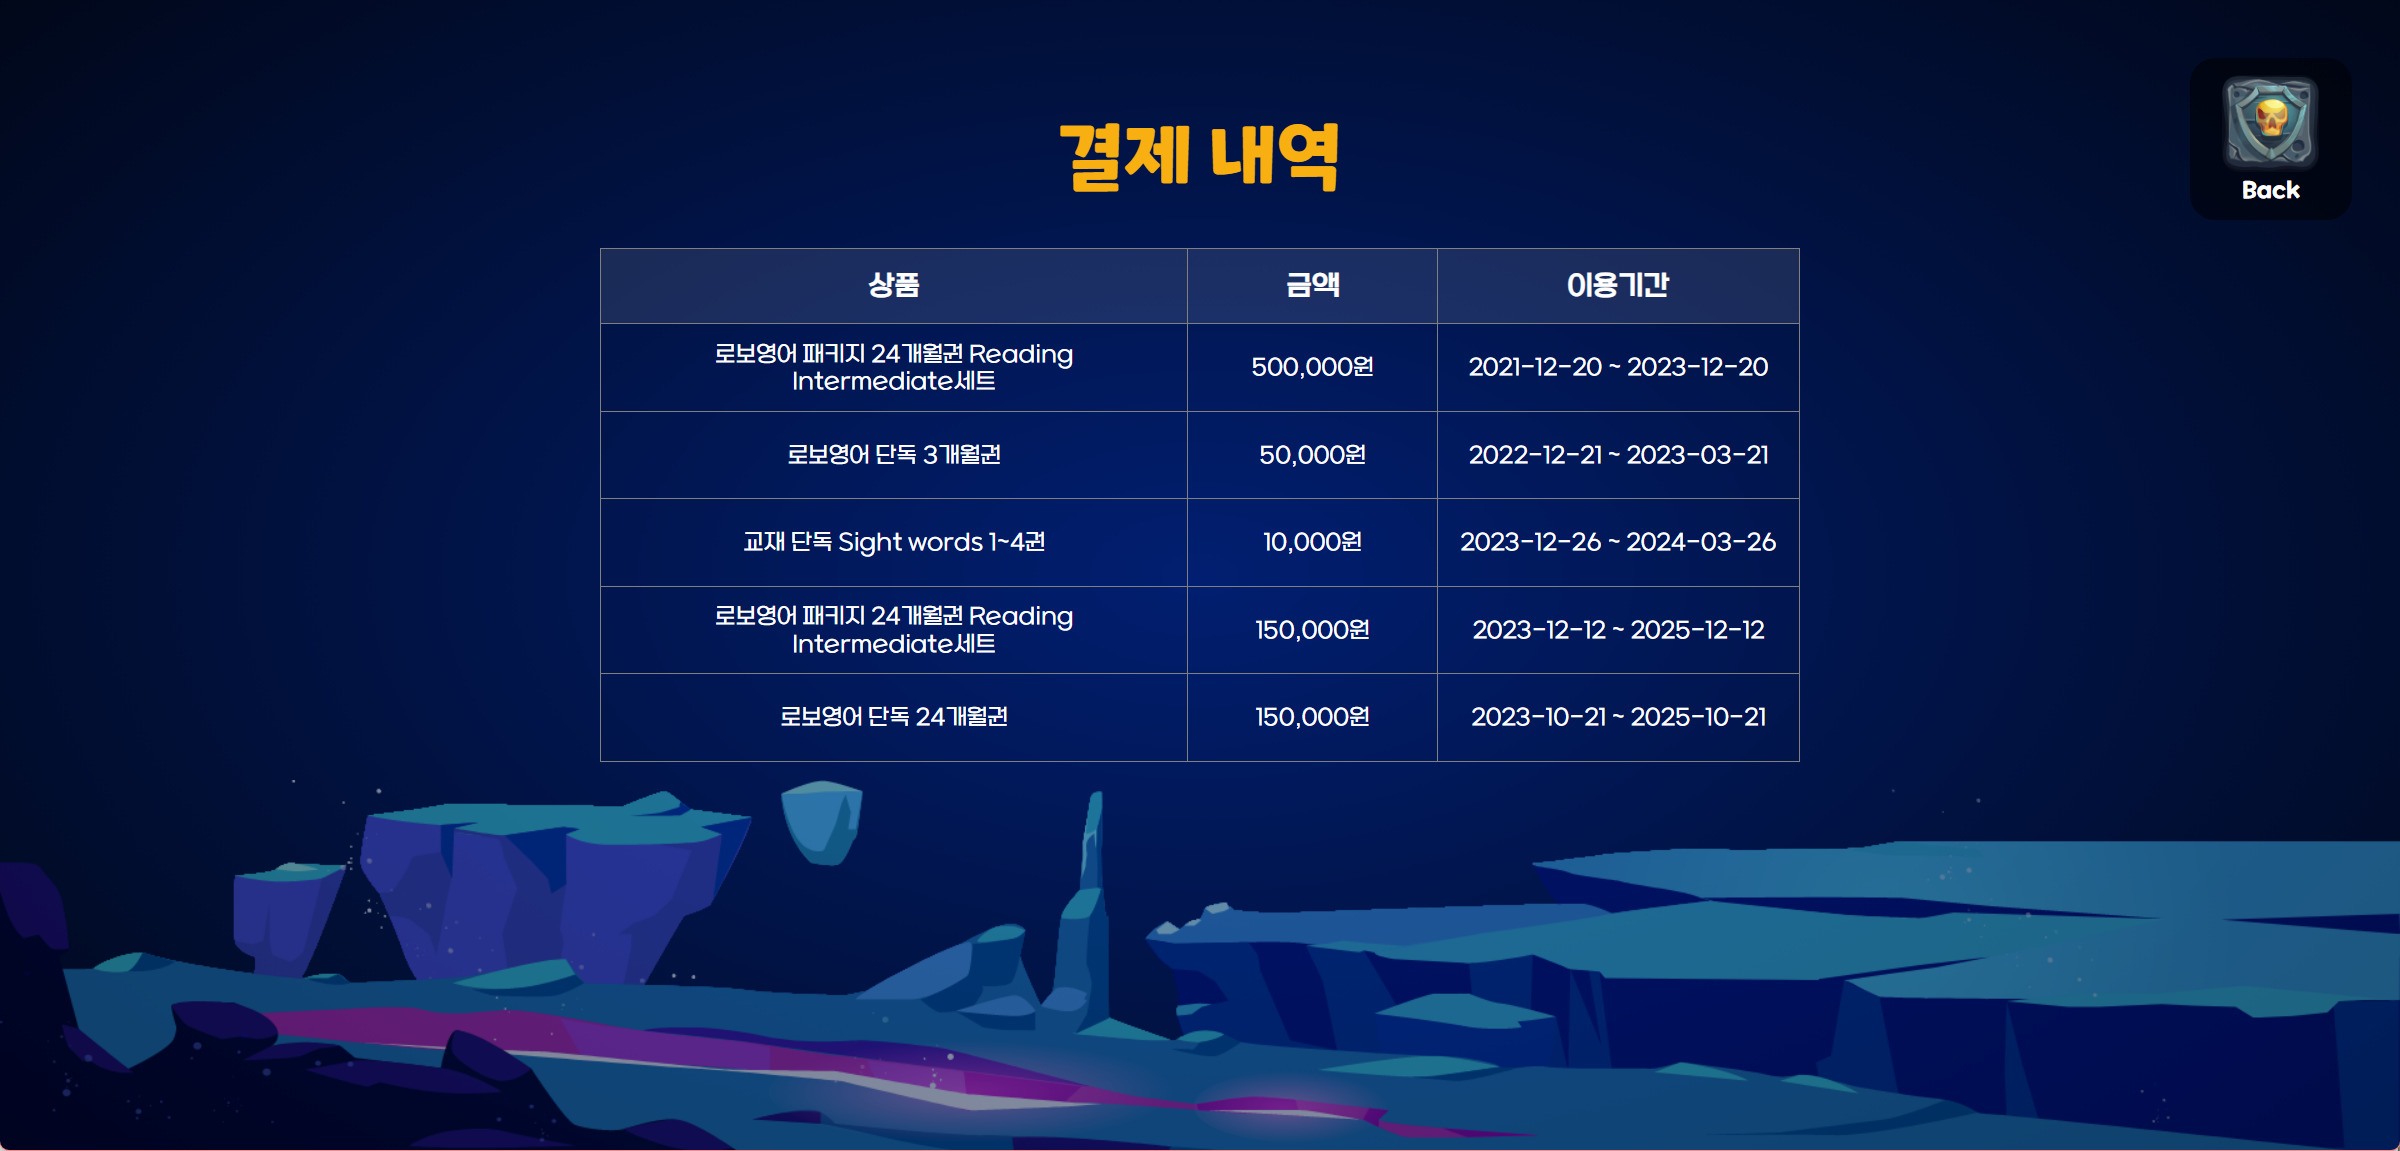 결제 내역
Back
상품 금액 이용기간
로보영어 패키지 24개월권 Reading
Intermediate세트
500,000원 2021-12-20 ~ 2023-12-20
로보영어 단독 3개월권 50,000원 2022-12-21 ~ 2023-03-21
교재 단독 Sight words 1~4권 10,000원 2023-12-26 ~ 2024-03-26
로보영어 패키지 24개월권 Reading
Intermediate세트
150,000원 2023-12-12 ~ 2025-12-12
로보영어 단독 24개월권 150,000원 2023-10-21 ~ 2025-10-21